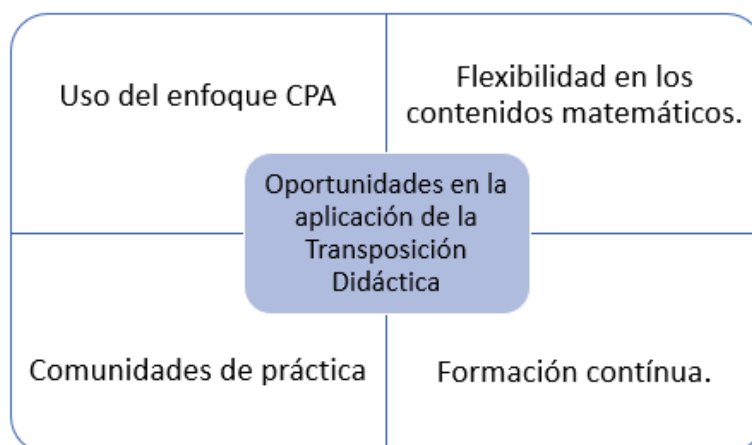 Uso del enfoque CPA
Flexibilidad en los
contenidos matemáticos.
Oportunidades en la
aplicación de la
Transposición
Didáctica
Comunidades de práctica
Formación contínua.